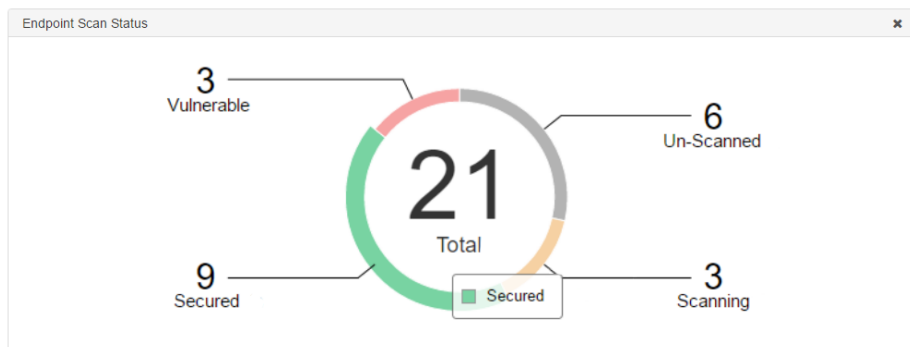 Endpoint Scan Status
3
Vulnerable
6
Un-Scanned
21
Total
9
Secured
3
Scanning
Secured